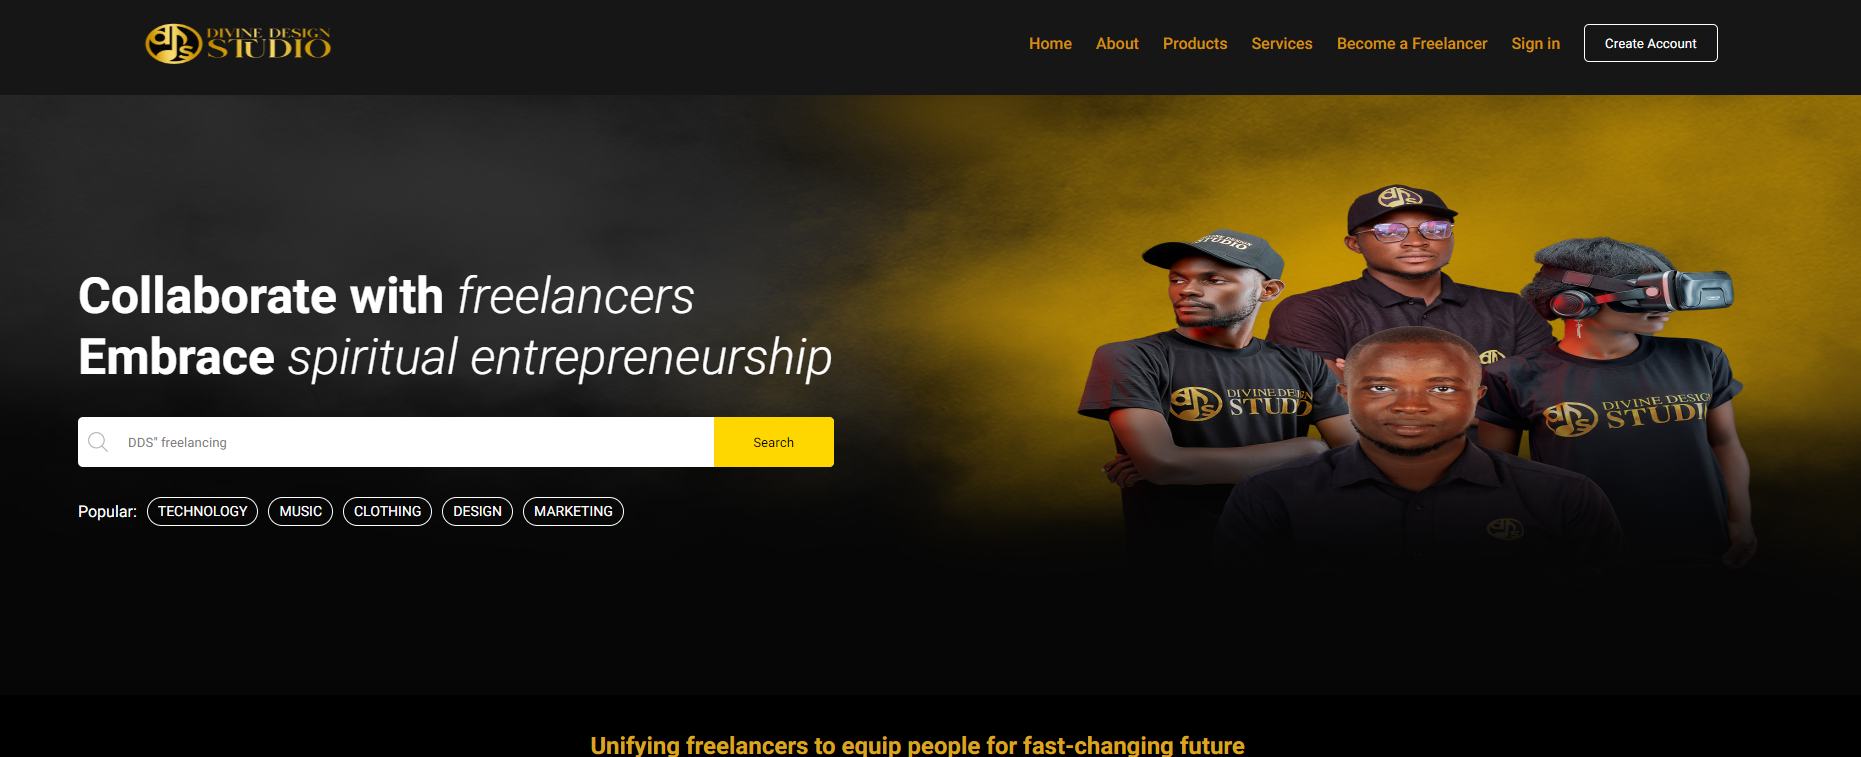 DIVINE DESIGN
STUDIO
Home About Products Services Become a Freelancer Sign in Create Account
Collaborate with freelancers
Embrace spiritual entrepreneurship
DDS" freelancing Search
Popular: TECHNOLOGY MUSIC CLOTHING DESIGN MARKETING
DESIGN
STUDIO
DIVINE DESIGN
STUDIO
DIVINE DESIGN
STUDI
Unifying freelancers to equip people for fast-changing future